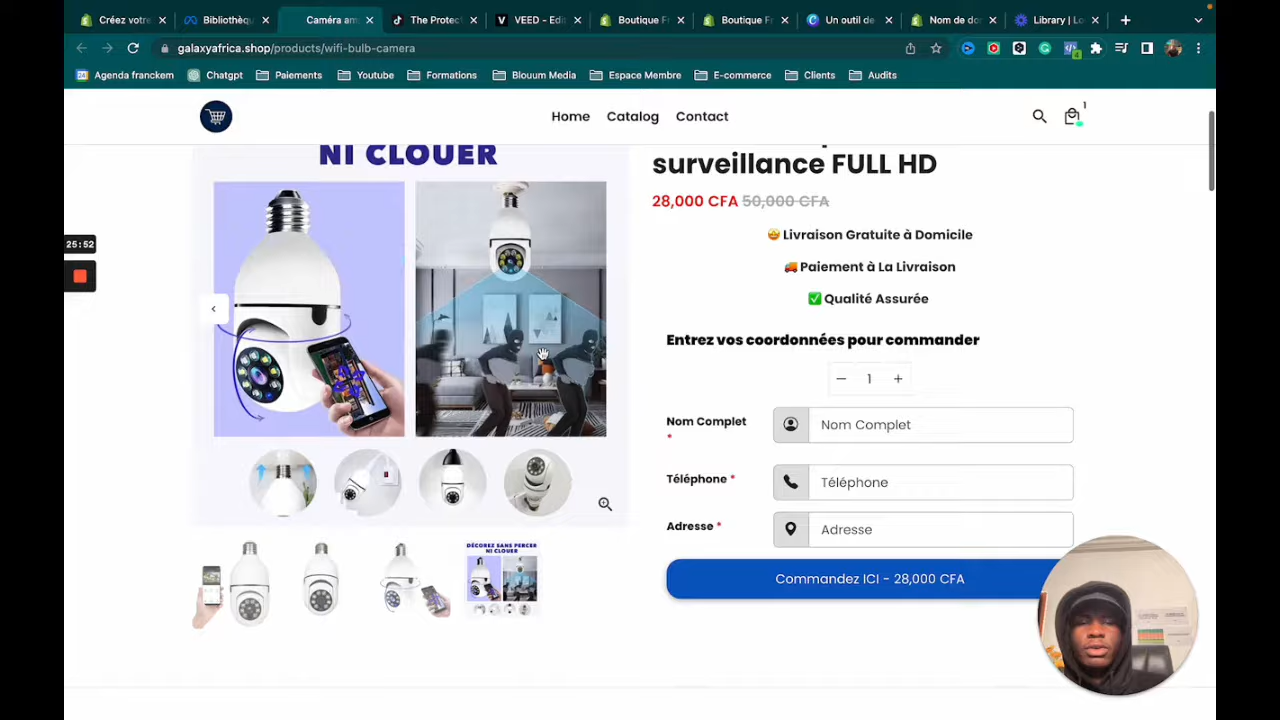 Créez votre
Bibliothèqu
Caméra am
The Protect
VEED - Edit
Boutique Fr
Boutique Fr
Un outil de
Nom de dom
Library | Lo
galaxyafrica.shop/products/wifi-bulb-camera
Agenda franckem
Chatgpt
Paiements
Youtube
Formations
Blouum Media
Espace Membre
E-commerce
Clients
Audits
Home
Catalog
Contact
1
NI CLOUER
surveillance FULL HD
28,000 CFA 50,000 CFA
25:52
Livraison Gratuite à Domicile
Paiement à La Livraison
Qualité Assurée
Entrez vos coordonnées pour commander
− 1 +
Nom Complet *
Nom Complet
Téléphone *
Téléphone
Adresse *
Adresse
DÉCOREZ SANS PERCER
NI CLOUER
Commandez ICI - 28,000 CFA